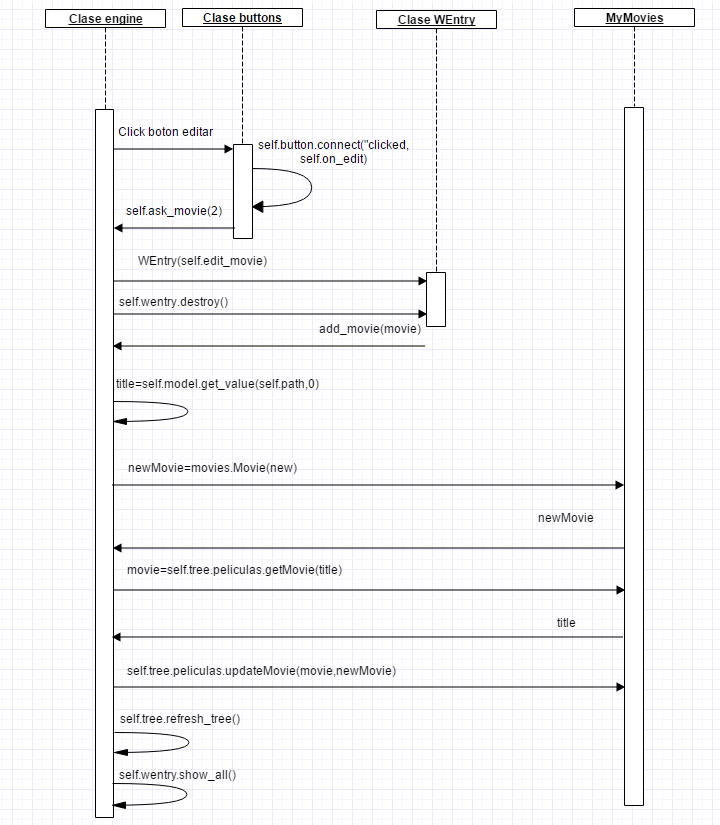 Clase engine
Clase buttons
Clase WEntry
MyMovies
Click boton editar
self.button.connect("clicked,
self.on_edit)
self.ask_movie(2)
WEntry(self.edit_movie)
self.wentry.destroy()
add_movie(movie)
title=self.model.get_value(self.path,0)
newMovie=movies.Movie(new)
newMovie
movie=self.tree.peliculas.getMovie(title)
title
self.tree.peliculas.updateMovie(movie,newMovie)
self.tree.refresh_tree()
self.wentry.show_all()